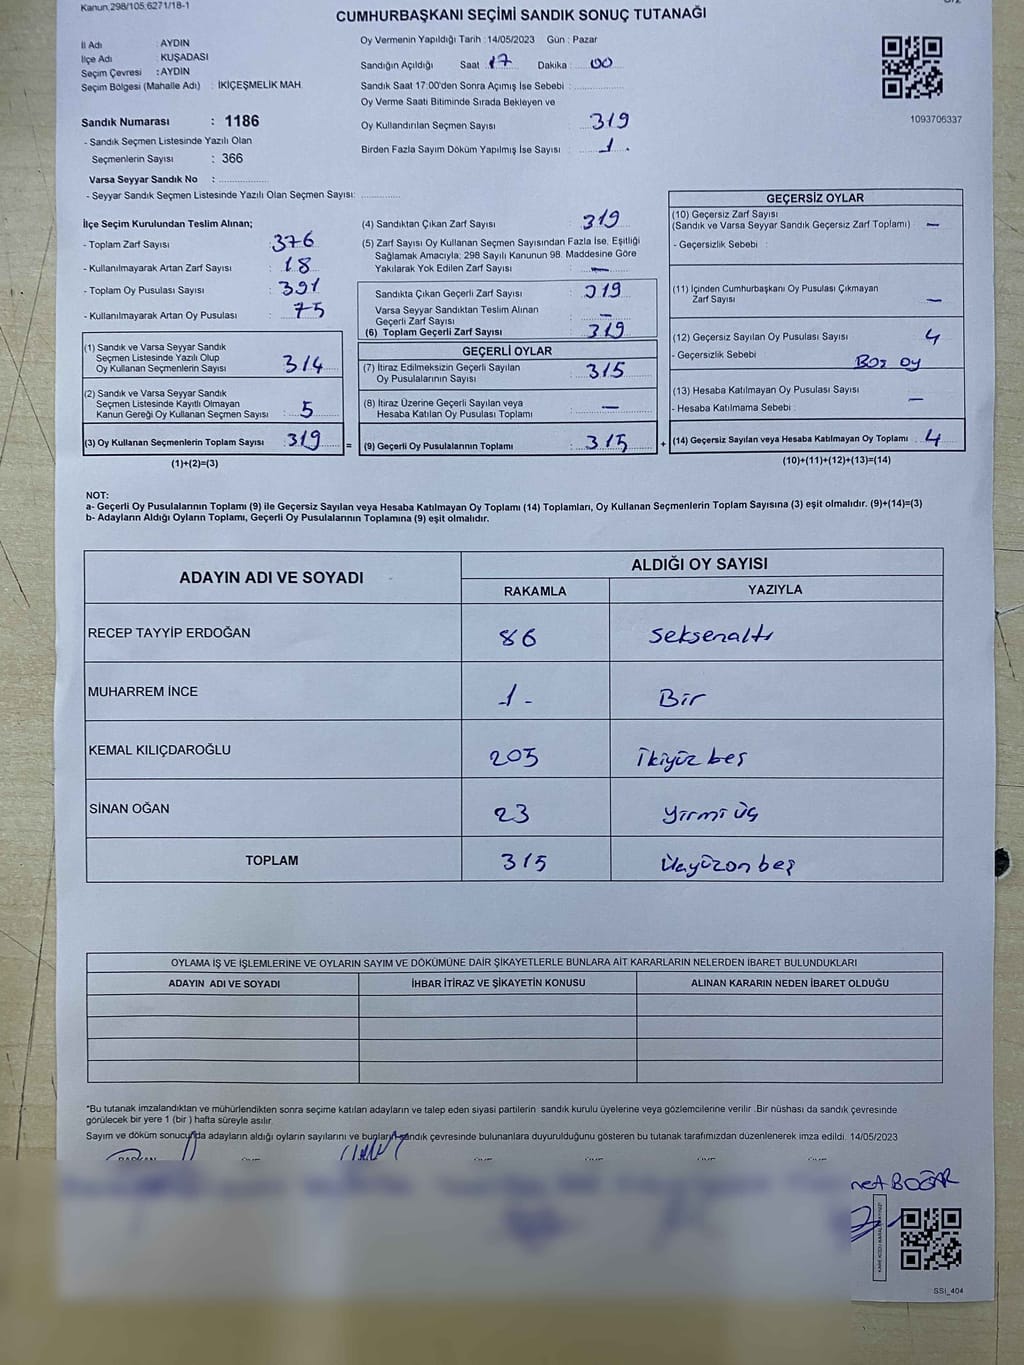 Kanun,298/105,6271/18-1
CUMHURBAŞKANI SEÇİMİ SANDIK SONUÇ TUTANAĞI
İl Adı : AYDIN
İlçe Adı : KUŞADASI
Seçim Çevresi : AYDIN
Seçim Bölgesi (Mahalle Adı) : İKİÇEŞMELİK MAH.
Sandık Numarası : 1186
- Sandık Seçmen Listesinde Yazılı Olan
Seçmenlerin Sayısı : 366
Varsa Seyyar Sandık No :
- Seyyar Sandık Seçmen Listesinde Yazılı Olan Seçmen Sayısı:
Oy Vermenin Yapıldığı Tarih :14/05/2023 Gün : Pazar
Sandığın Açıldığı Saat : 17 Dakika : 00
Sandık Saat 17:00'den Sonra Açımış İse Sebebi :
Oy Verme Saati Bitiminde Sırada Bekleyen ve
Oy Kullandırılan Seçmen Sayısı : 319
Birden Fazla Sayım Döküm Yapılmış İse Sayısı : 1.
1093706337
İlçe Seçim Kurulundan Teslim Alınan;
- Toplam Zarf Sayısı : 376
- Kullanılmayarak Artan Zarf Sayısı : 18
- Toplam Oy Pusulası Sayısı : 391
- Kullanılmayarak Artan Oy Pusulası : 75
(1) Sandık ve Varsa Seyyar Sandık
Seçmen Listesinde Yazılı Olup
Oy Kullanan Seçmenlerin Sayısı : 314
(2) Sandık ve Varsa Seyyar Sandık
Seçmen Listesinde Kayıtlı Olmayan
Kanun Gereği Oy Kullanan Seçmen Sayısı : 5
(3) Oy Kullanan Seçmenlerin Toplam Sayısı : 319 =
(1)+(2)=(3)
(4) Sandıktan Çıkan Zarf Sayısı : 319
(5) Zarf Sayısı Oy Kullanan Seçmen Sayısından Fazla İse, Eşitliği
Sağlamak Amacıyla; 298 Sayılı Kanunun 98. Maddesine Göre
Yakılarak Yok Edilen Zarf Sayısı : —
Sandıkta Çıkan Geçerli Zarf Sayısı : 319
Varsa Seyyar Sandıktan Teslim Alınan
Geçerli Zarf Sayısı : —
(6) Toplam Geçerli Zarf Sayısı : 319
GEÇERLİ OYLAR
(7) İtiraz Edilmeksizin Geçerli Sayılan
Oy Pusulalarının Sayısı : 315
(8) İtiraz Üzerine Geçerli Sayılan veya
Hesaba Katılan Oy Pusulası Toplamı : —
(9) Geçerli Oy Pusulalarının Toplamı : 315 +
GEÇERSİZ OYLAR
(10) Geçersiz Zarf Sayısı
(Sandık ve Varsa Seyyar Sandık Geçersiz Zarf Toplamı) : —
- Geçersizlik Sebebi :
(11) İçinden Cumhurbaşkanı Oy Pusulası Çıkmayan
Zarf Sayısı : —
(12) Geçersiz Sayılan Oy Pusulası Sayısı : 4
- Geçersizlik Sebebi Boş oy
(13) Hesaba Katılmayan Oy Pusulası Sayısı : —
- Hesaba Katılmama Sebebi :
(14) Geçersiz Sayılan veya Hesaba Katılmayan Oy Toplamı : 4
(10)+(11)+(12)+(13)=(14)
NOT:
a- Geçerli Oy Pusulalarının Toplamı (9) ile Geçersiz Sayılan veya Hesaba Katılmayan Oy Toplamı (14) Toplamları, Oy Kullanan Seçmenlerin Toplam Sayısına (3) eşit olmalıdır. (9)+(14)=(3)
b- Adayların Aldığı Oyların Toplamı, Geçerli Oy Pusulalarının Toplamına (9) eşit olmalıdır.
ADAYIN ADI VE SOYADI ALDIĞI OY SAYISI
RAKAMLA YAZIYLA
RECEP TAYYİP ERDOĞAN 86 Seksenaltı
MUHARREM İNCE 1- Bir
KEMAL KILIÇDAROĞLU 205 İkiyüz beş
SİNAN OĞAN 23 Yirmi üç
TOPLAM 315 Üçyüzon beş
OYLAMA İŞ VE İŞLEMLERİNE VE OYLARIN SAYIM VE DÖKÜMÜNE DAİR ŞİKAYETLERLE BUNLARA AİT KARARLARIN NELERDEN İBARET BULUNDUKLARI
ADAYIN ADI VE SOYADI İHBAR İTİRAZ VE ŞİKAYETİN KONUSU ALINAN KARARIN NEDEN İBARET OLDUĞU
*Bu tutanak imzalandıktan ve mühürlendikten sonra seçime katılan adayların ve talep eden siyasi partilerin sandık kurulu üyelerine veya gözlemcilerine verilir .Bir nüshası da sandık çevresinde
görülecek bir yere 1 (bir ) hafta süreyle asılır.
Sayım ve döküm sonucunda adayların aldığı oyların sayılarını ve bunların sandık çevresinde bulunanlara duyurulduğunu gösteren bu tutanak tarafımızdan düzenlenerek imza edildi. 14/05/2023
BOĞAR
SSI_404